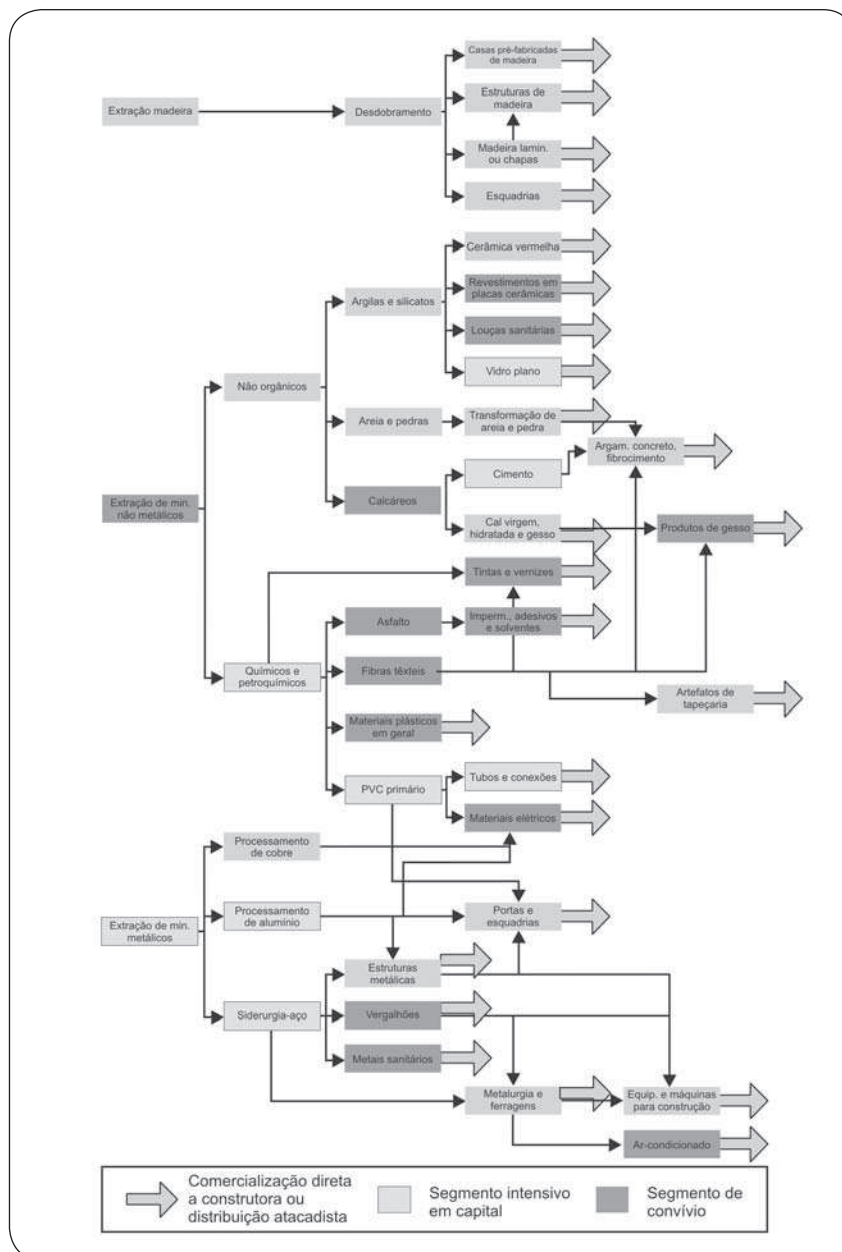 Casas pré-fabricadas
de madeira
Extração madeira
Desdobramento
Estruturas de
madeira
Madeira lamin.
ou chapas
Esquadrias
Cerâmica vermelha
Argilas e silicatos
Revestimentos em
placas cerâmicas
Louças sanitárias
Vidro plano
Não orgânicos
Areia e pedras
Transformação de
areia e pedra
Argam. concreto,
fibrocimento
Cimento
Extração de min.
não metálicos
Calcáreos
Cal virgem,
hidratada e gesso
Produtos de gesso
Tintas e vernizes
Asfalto
Imperm., adesivos
e solventes
Químicos e
petroquímicos
Fibras têxteis
Artefatos de
tapeçaria
Materiais plásticos
em geral
PVC primário
Tubos e conexões
Materiais elétricos
Processamento
de cobre
Extração de min.
metálicos
Processamento
de alumínio
Portas e
esquadrias
Estruturas
metálicas
Siderurgia-aço
Vergalhões
Metais sanitários
Metalurgia e
ferragens
Equip. e máquinas
para construção
Ar-condicionado
Comercialização direta
a construtora ou
distribuição atacadista
Segmento intensivo
em capital
Segmento de
convívio